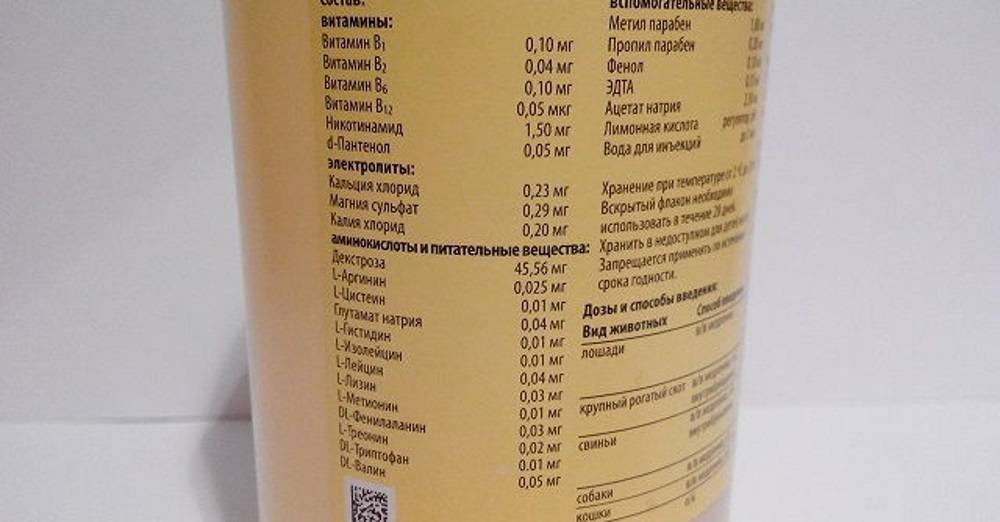 Состав:
витамины:
Витамин B₁ 0,10 мг
Витамин B₂ 0,04 мг
Витамин B₆ 0,10 мг
Витамин B₁₂ 0,05 мкг
Никотинамид 1,50 мг
d-Пантенол 0,05 мг
электролиты:
Кальция хлорид 0,23 мг
Магния сульфат 0,29 мг
Калия хлорид 0,20 мг
аминокислоты и питательные вещества:
Декстроза 45,56 мг
L-Аргинин 0,025 мг
L-Цистеин 0,01 мг
Глутамат натрия 0,04 мг
L-Гистидин 0,01 мг
L-Изолейцин 0.01 мг
L-Лейцин 0,04 мг
L-Лизин 0,03 мг
L-Метионин 0,01 мг
DL-Фенилаланин 0,03 мг
L-Треонин 0,02 мг
DL-Триптофан 0.01 мг
DL-Валин 0,05 мг
Вспомогательные вещества:
Метил парабен
Пропил парабен
Фенол
ЭДТА
Ацетат натрия
Лимонная кислота
Вода для инъекций
Хранение при температуре от 2
Вскрытый флакон необходимо
использовать в течение 28 дней.
Хранить в недоступном для
Запрещается применять по
срока годности.
Дозы и способы введения:
Вид животных Способ
лошади
крупный рогатый скот
свиньи
собаки
кошки